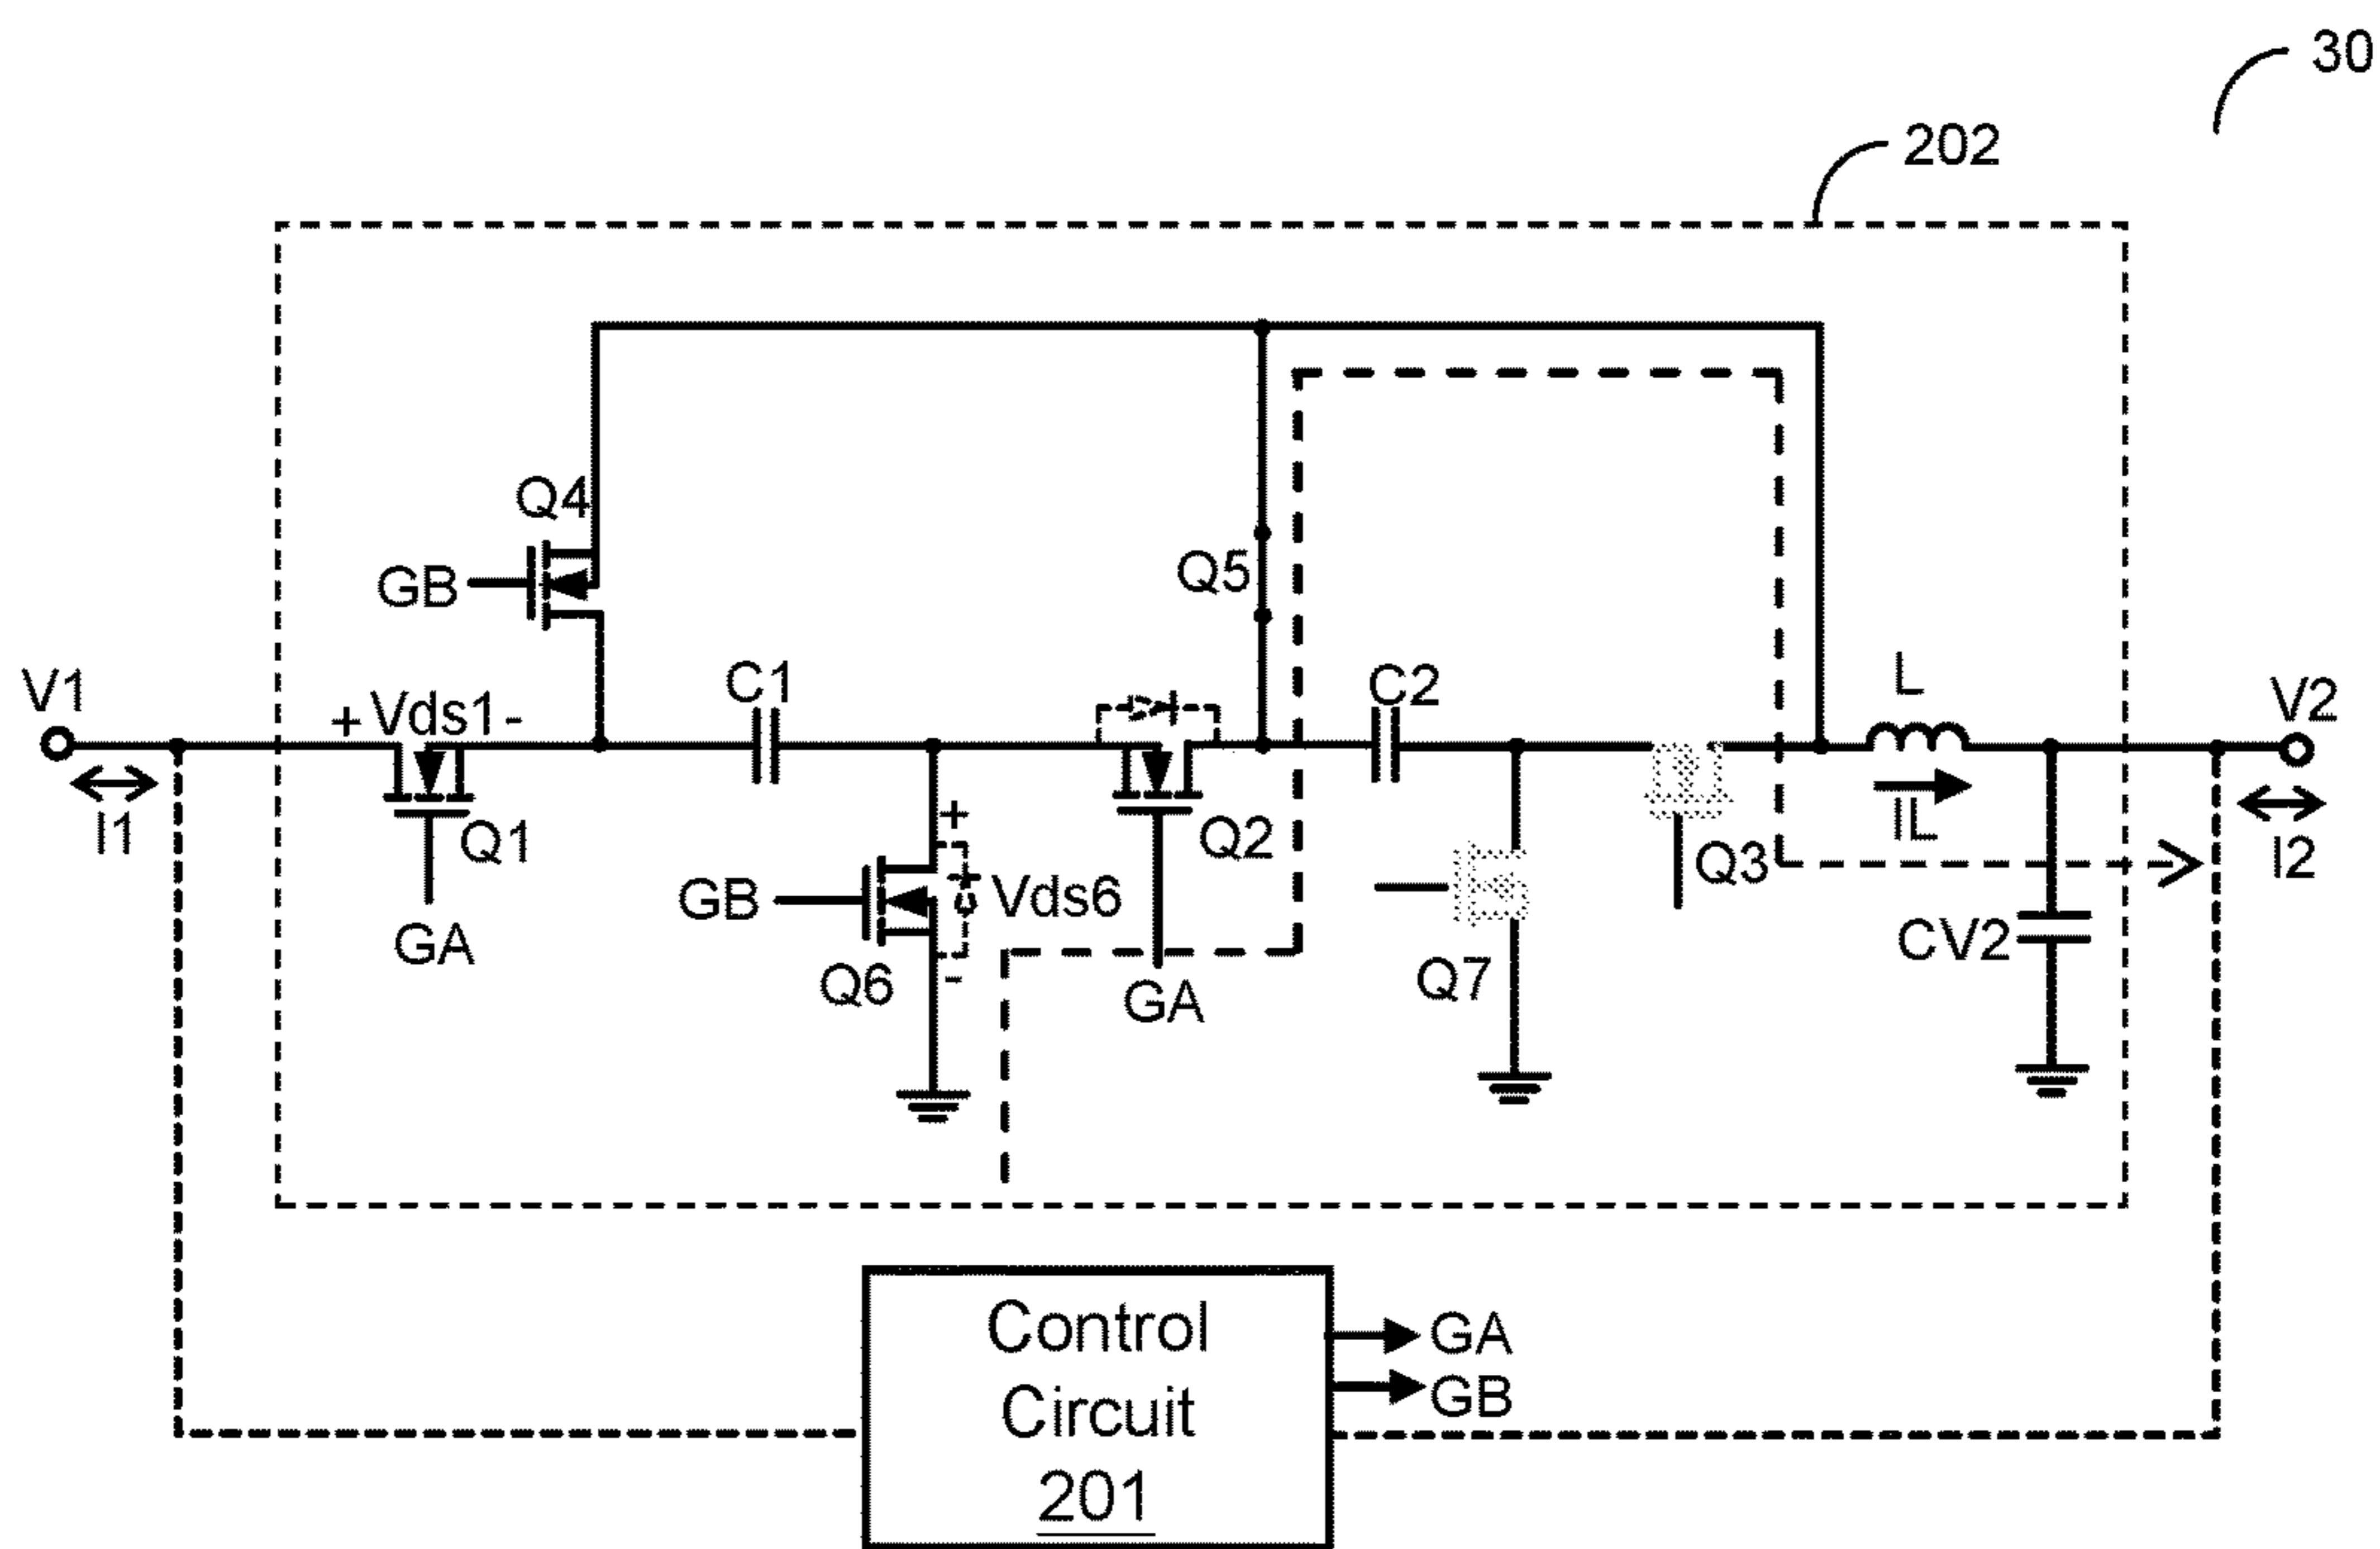 30
202
Q4
GB
Q5
V1
+ Vds1 -
C1
C2
L
V2
I1
Q1
GA
+
GB
Vds6
Q6
-
Q2
GA
Q7
Q3
IL
I2
CV2
Control
Circuit
201
GA
GB